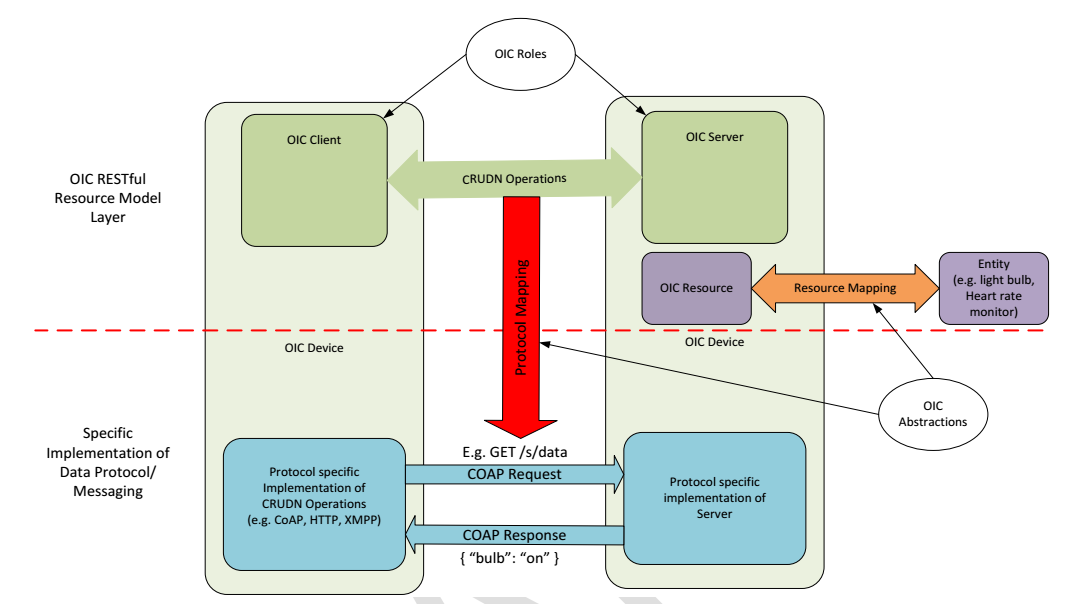 OIC Roles
OIC Client
OIC Server
CRUDN Operations
OIC RESTful
Resource Model
Layer
Protocol Mapping
OIC Resource
Resource Mapping
Entity
(e.g. light bulb,
Heart rate
monitor)
OIC Device
OIC Device
OIC
Abstractions
Specific
Implementation of
Data Protocol/
Messaging
E.g. GET /s/data
COAP Request
Protocol specific
Implementation of
CRUDN Operations
(e.g. CoAP, HTTP, XMPP)
Protocol specific
implementation of
Server
COAP Response
{ “bulb”: “on” }